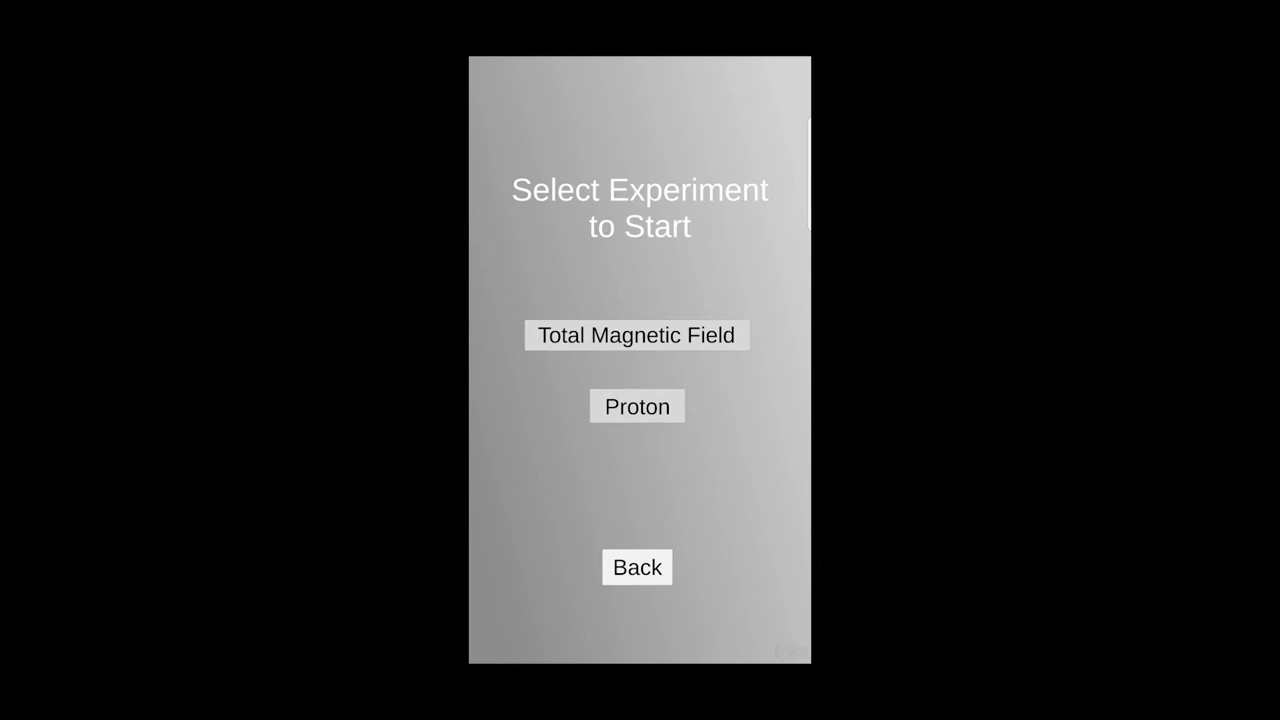 Select Experiment
to Start
Total Magnetic Field
Proton
Back